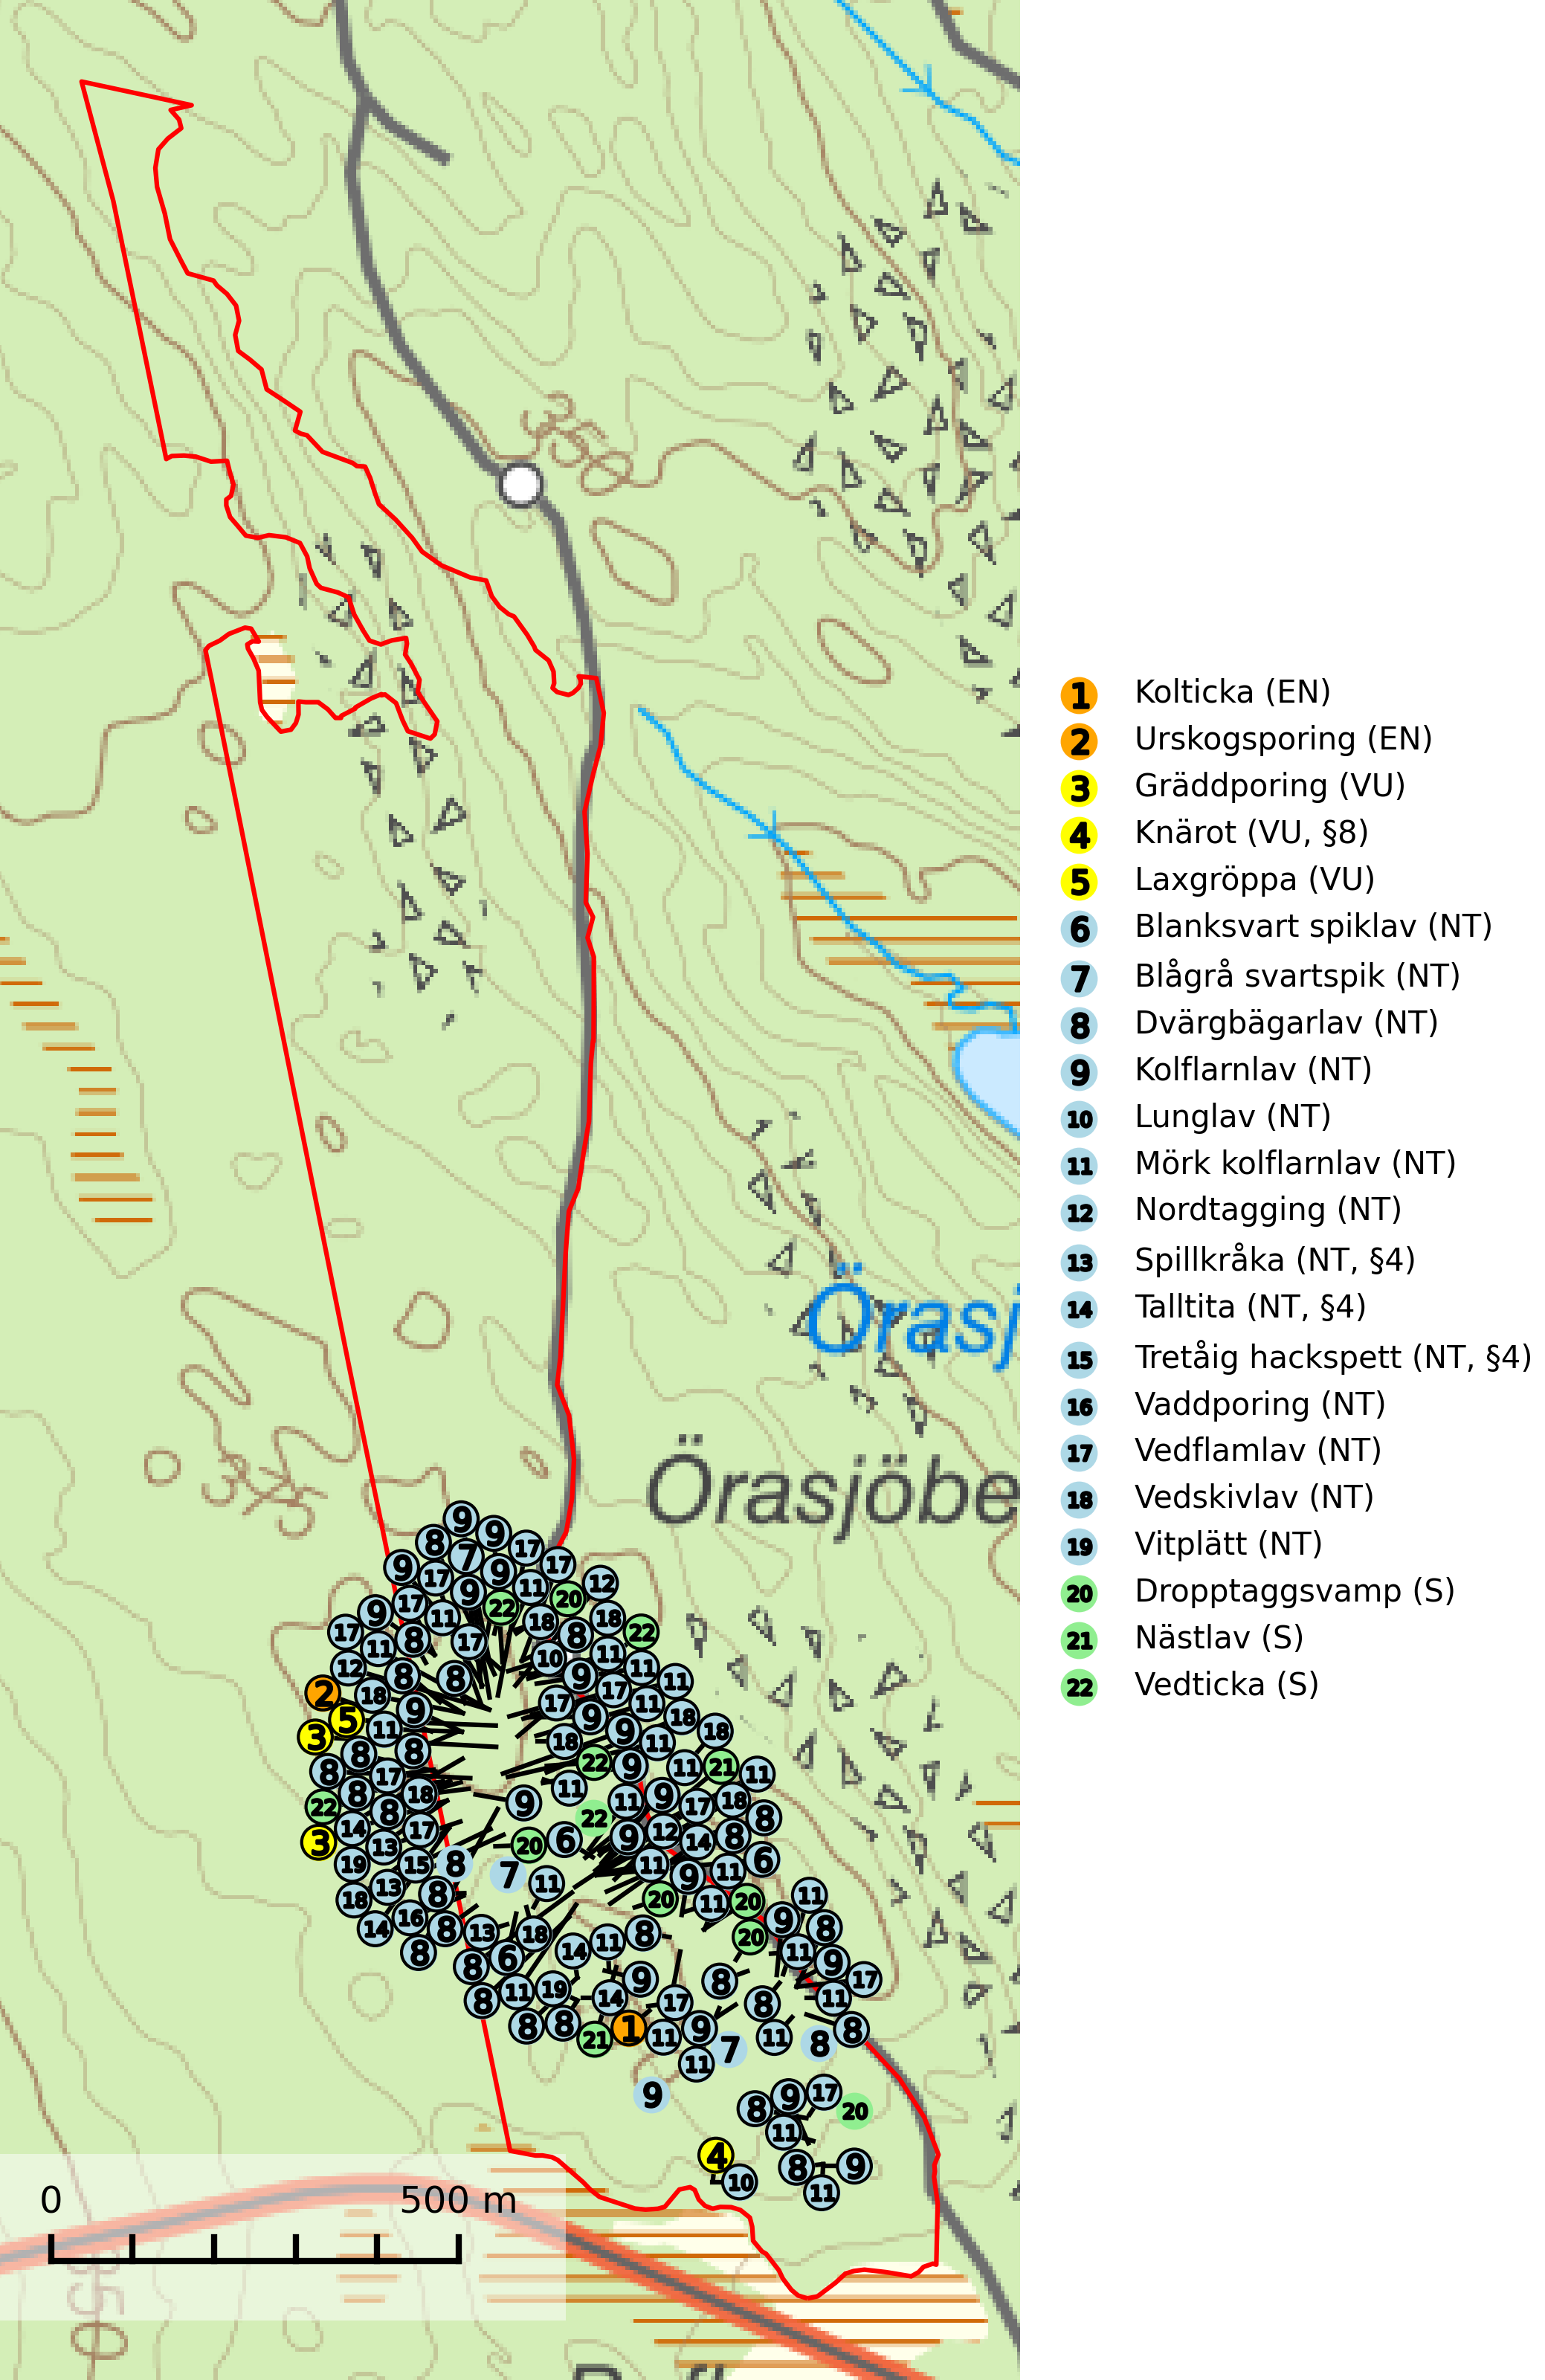 350
Örasj
Örasjöbe
375
0 500 m
350
1 Kolticka (EN)
2 Urskogsporing (EN)
3 Gräddporing (VU)
4 Knärot (VU, §8)
5 Laxgröppa (VU)
6 Blanksvart spiklav (NT)
7 Blågrå svartspik (NT)
8 Dvärgbägarlav (NT)
9 Kolflarnlav (NT)
10 Lunglav (NT)
11 Mörk kolflarnlav (NT)
12 Nordtagging (NT)
13 Spillkråka (NT, §4)
14 Talltita (NT, §4)
15 Tretåig hackspett (NT, §4)
16 Vaddporing (NT)
17 Vedflamlav (NT)
18 Vedskivlav (NT)
19 Vitplätt (NT)
20 Dropptaggsvamp (S)
21 Nästlav (S)
22 Vedticka (S)